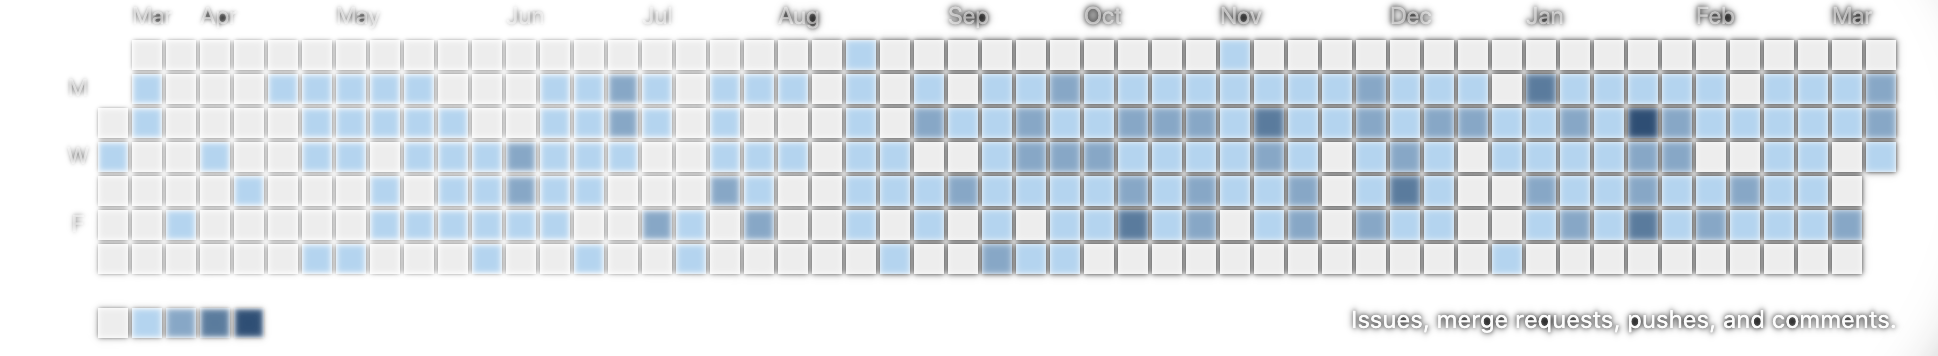 Mar Apr May Jun Jul Aug Sep Oct Nov Dec Jan Feb Mar
M
W
F
Issues, merge requests, pushes, and comments.